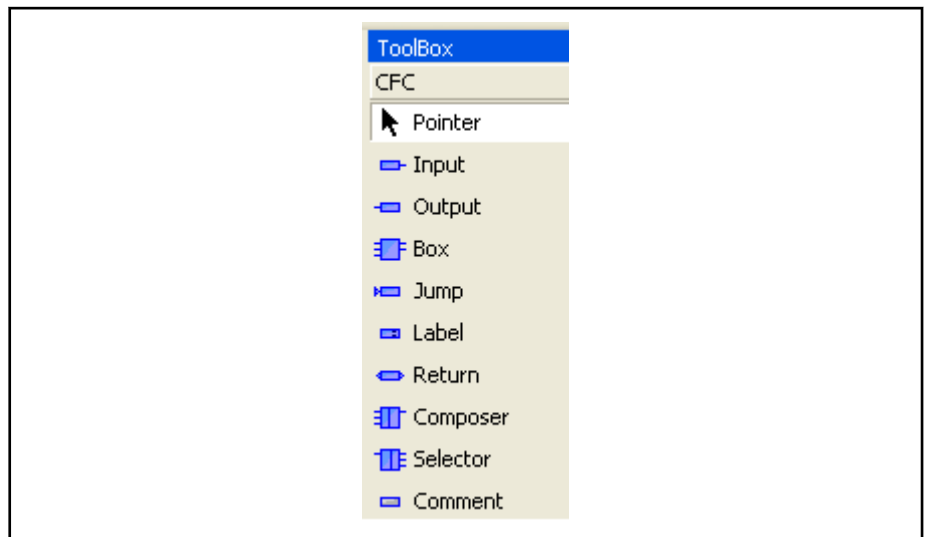 ToolBox
CFC
Pointer
Input
Output
Box
Jump
Label
Return
Composer
Selector
Comment